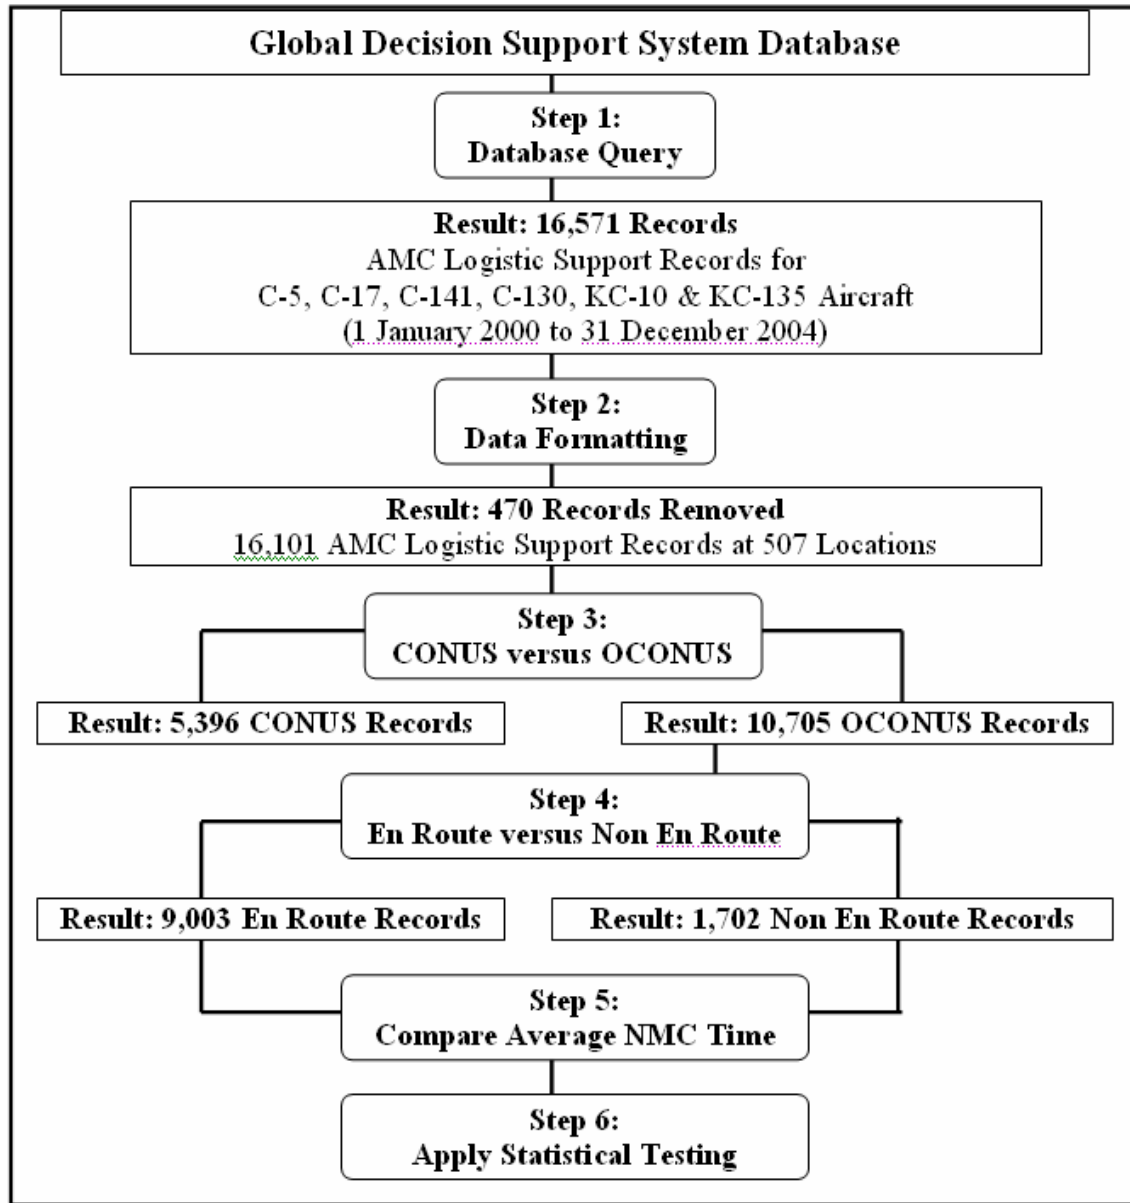 Global Decision Support System Database
Step 1:
Database Query
Result: 16,571 Records
AMC Logistic Support Records for
C-5, C-17, C-141, C-130, KC-10 & KC-135 Aircraft
(1 January 2000 to 31 December 2004)
Step 2:
Data Formatting
Result: 470 Records Removed
16,101 AMC Logistic Support Records at 507 Locations
Step 3:
CONUS versus OCONUS
Result: 5,396 CONUS Records
Result: 10,705 OCONUS Records
Step 4:
En Route versus Non En Route
Result: 9,003 En Route Records
Result: 1,702 Non En Route Records
Step 5:
Compare Average NMC Time
Step 6:
Apply Statistical Testing